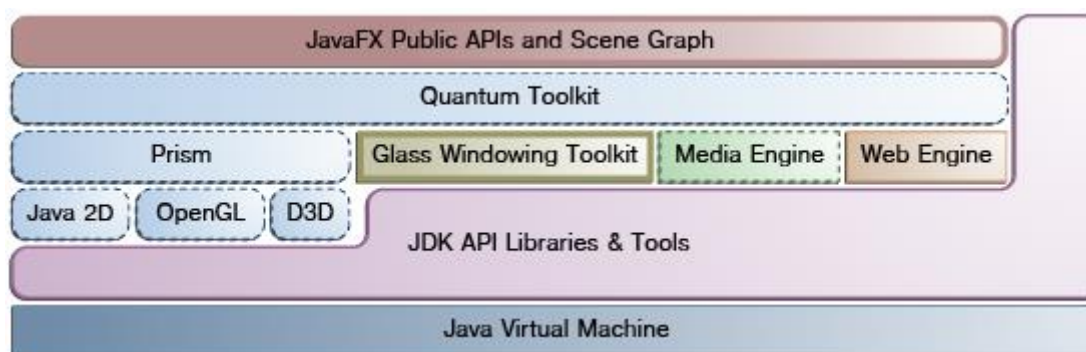 JavaFX Public APIs and Scene Graph
Quantum Toolkit
Prism
Glass Windowing Toolkit
Media Engine
Web Engine
Java 2D
OpenGL
D3D
JDK API Libraries & Tools
Java Virtual Machine